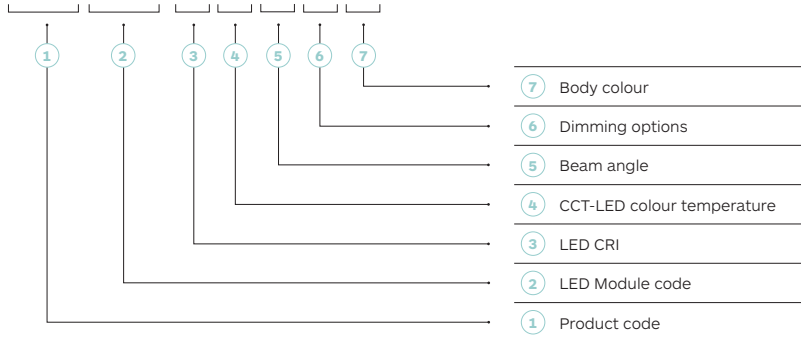 1 2 3 4 5 6 7
7 Body colour
6 Dimming options
5 Beam angle
4 CCT-LED colour temperature
3 LED CRI
2 LED Module code
1 Product code